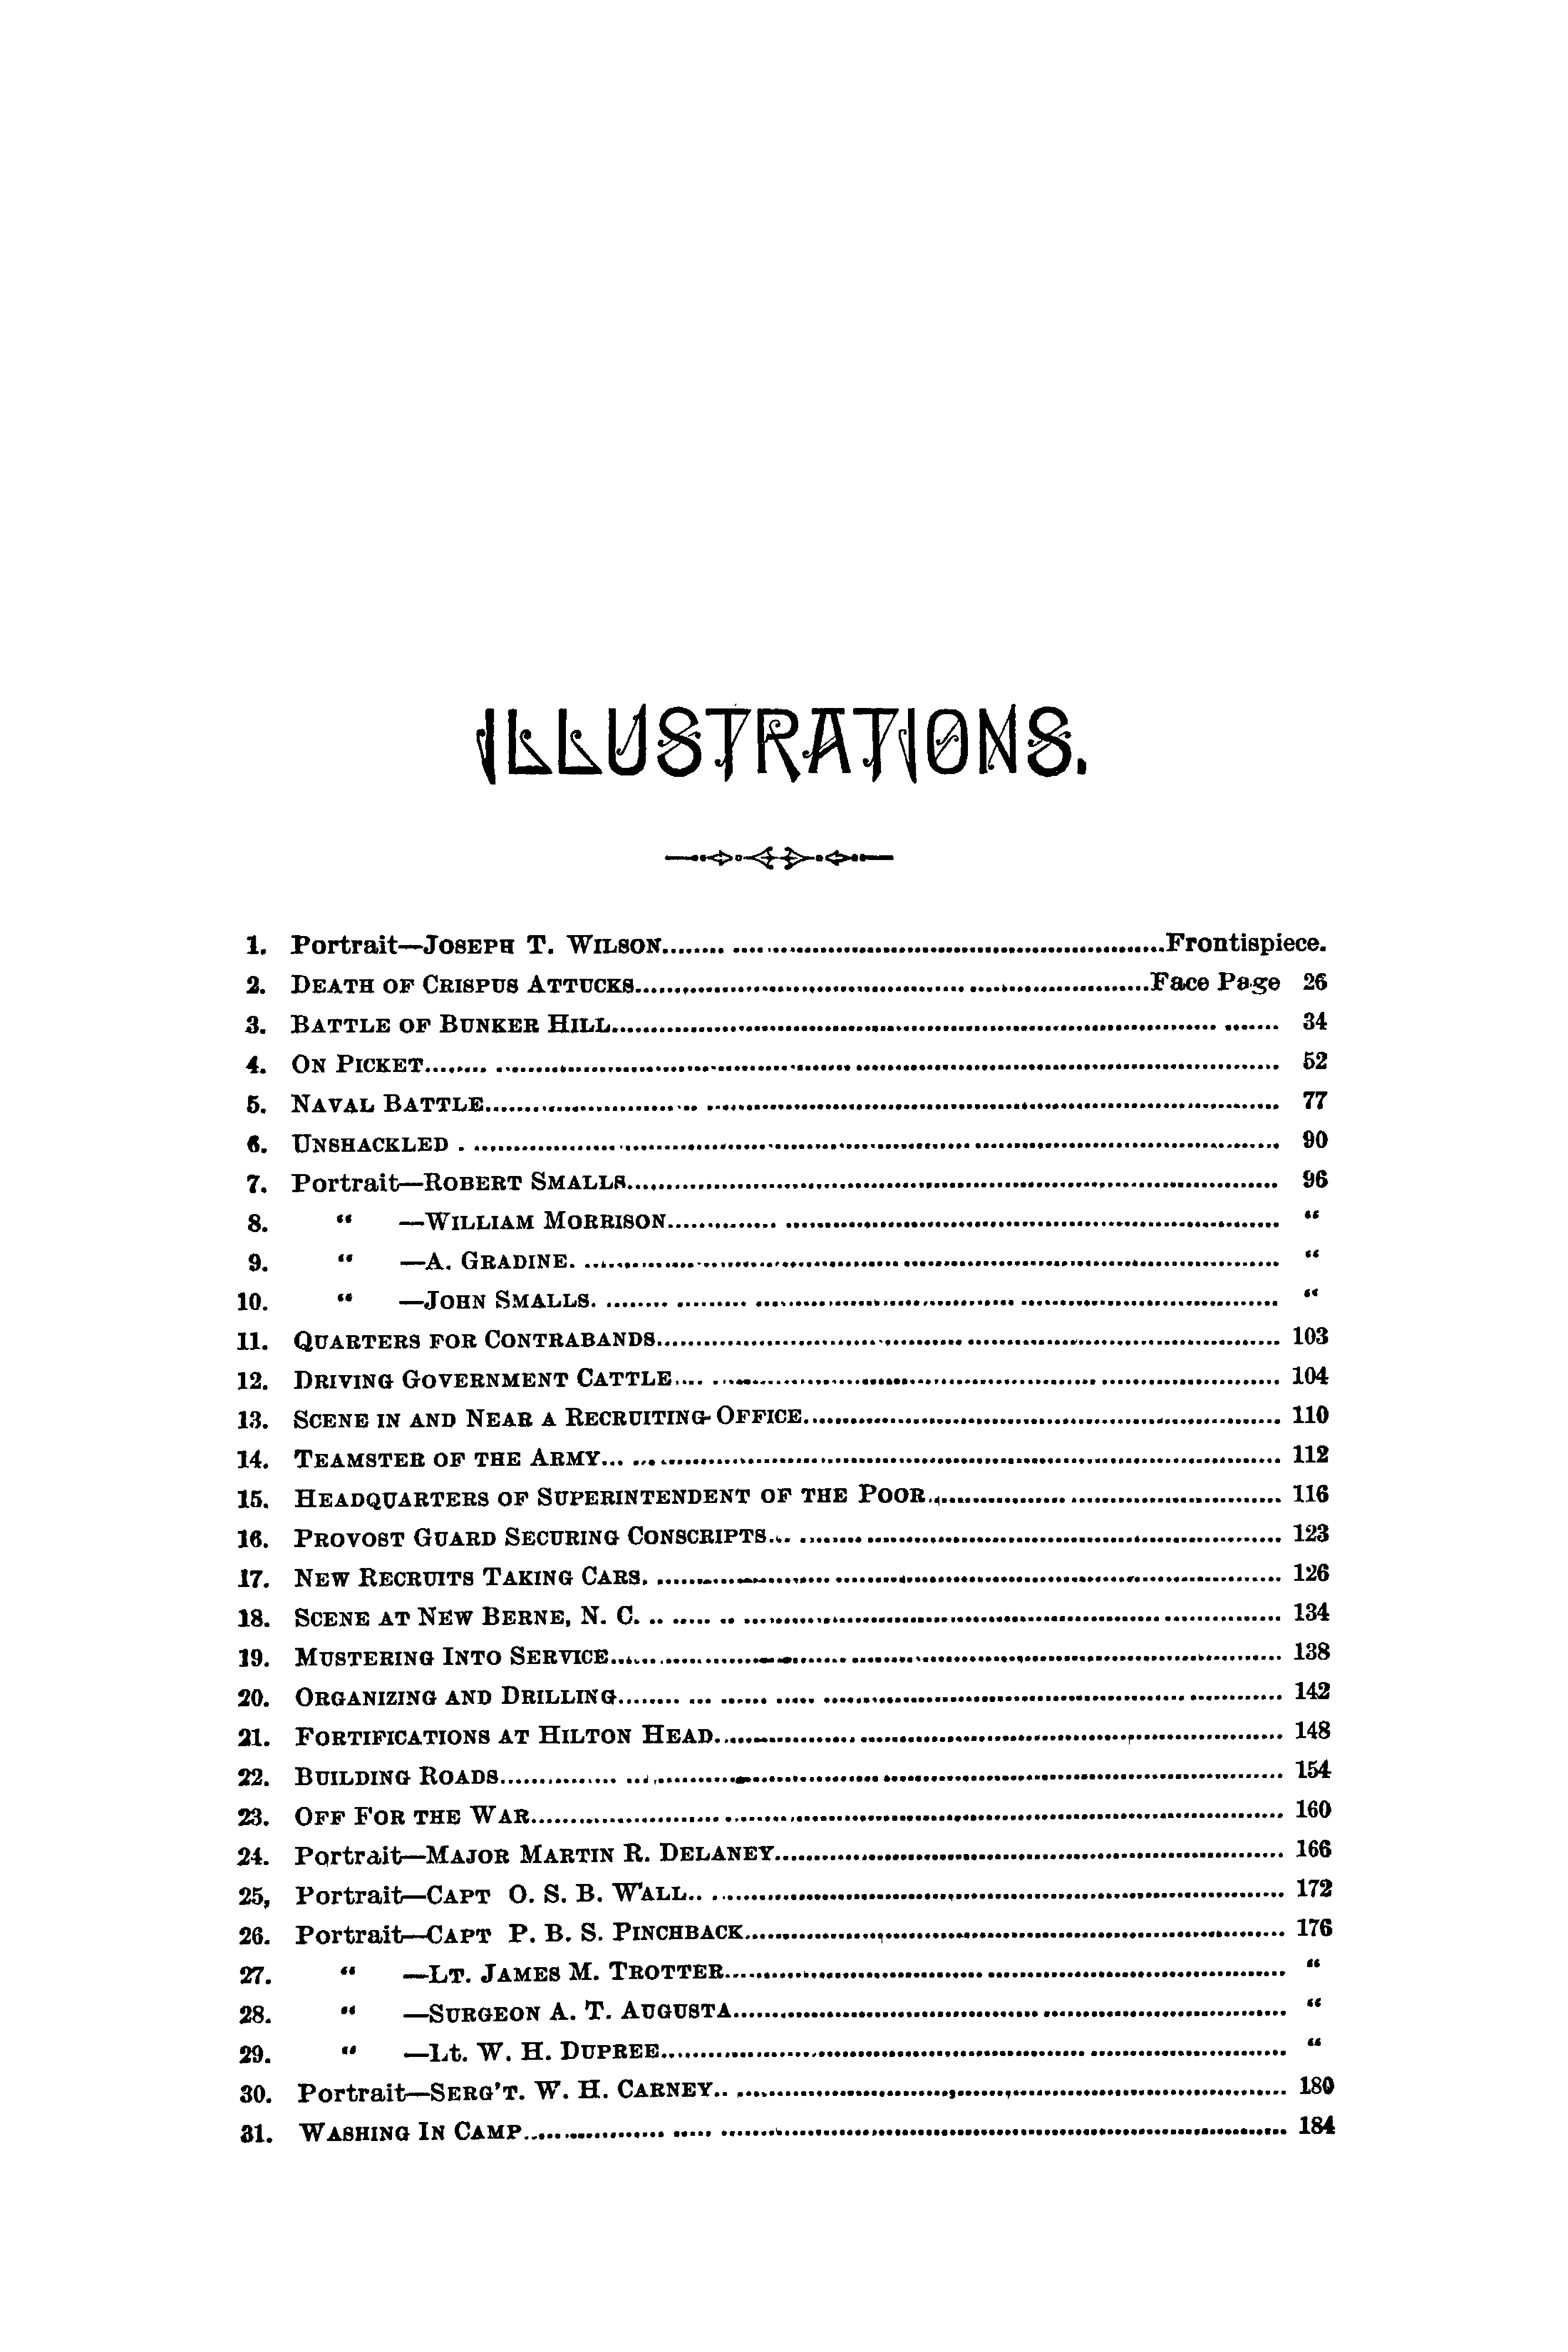 ILLUSTRATIONS.
1. Portrait—JOSEPH T. WILSON........Frontispiece.
2. DEATH OF CRISPUS ATTUCKS........Face Page 26
3. BATTLE OF BUNKER HILL........ 34
4. ON PICKET........ 52
5. NAVAL BATTLE........ 77
6. UNSHACKLED ........ 90
7. Portrait—ROBERT SMALLS........ 96
8. “ —WILLIAM MORRISON........ “
9. “ —A. GRADINE. ........ “
10. “ —JOHN SMALLS. ........ “
11. QUARTERS FOR CONTRABANDS........ 103
12. DRIVING GOVERNMENT CATTLE........ 104
13. SCENE IN AND NEAR A RECRUITING OFFICE........ 110
14. TEAMSTER OF THE ARMY........ 112
15. HEADQUARTERS OF SUPERINTENDENT OF THE POOR........ 116
16. PROVOST GUARD SECURING CONSCRIPTS........ 123
17. NEW RECRUITS TAKING CARS. ........ 126
18. SCENE AT NEW BERNE, N. C. ........ 134
19. MUSTERING INTO SERVICE........ 138
20. ORGANIZING AND DRILLING........ 142
21. FORTIFICATIONS AT HILTON HEAD........ 148
22. BUILDING ROADS........ 154
23. OFF FOR THE WAR........ 160
24. Portrait—MAJOR MARTIN R. DELANEY........ 166
25, Portrait—CAPT O. S. B. WALL........ 172
26. Portrait—CAPT P. B. S. PINCHBACK........ 176
27. “ —LT. JAMES M. TROTTER........ “
28. “ —SURGEON A. T. AUGUSTA........ “
29. “ —Lt. W. H. DUPREE........ “
30. Portrait—SERG'T. W. H. CARNEY........ 180
31. WASHING IN CAMP........ 184